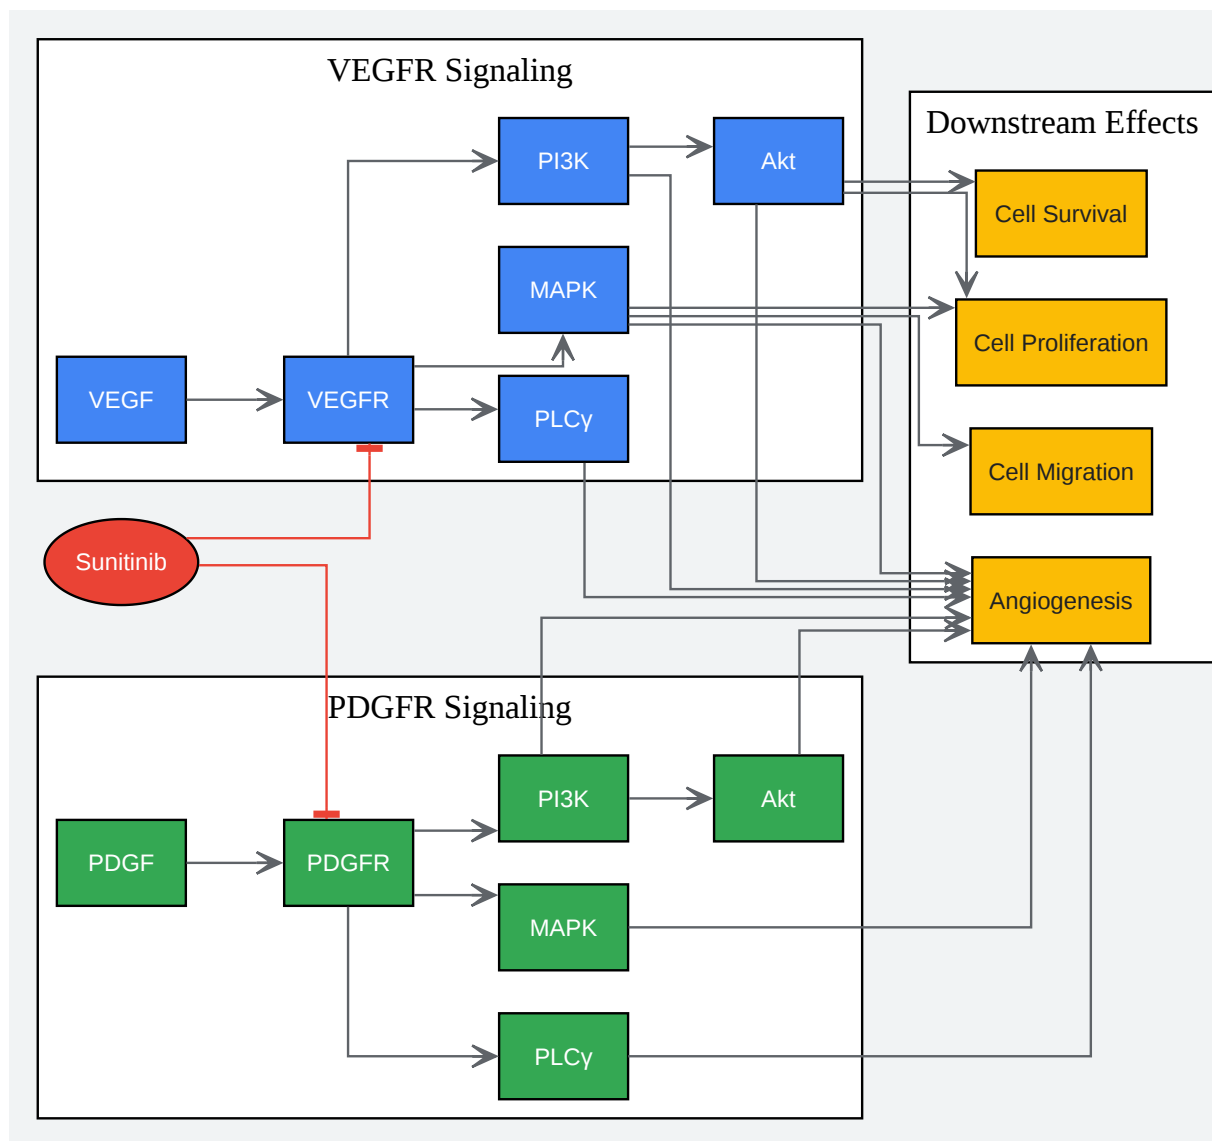 VEGFR Signaling
PI3K
Akt
MAPK
VEGF
VEGFR
PLCγ
Downstream Effects
Cell Survival
Cell Proliferation
Cell Migration
Angiogenesis
Sunitinib
PDGFR Signaling
PI3K
Akt
PDGF
PDGFR
MAPK
PLCγ